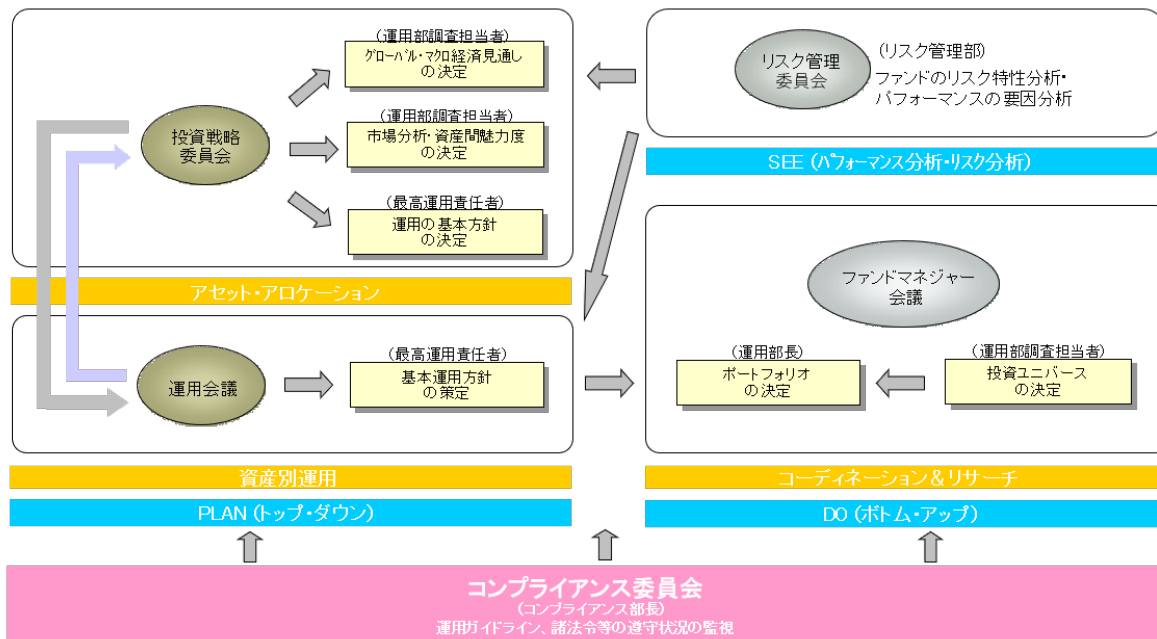 (運用部調査担当者)
グローバル・マクロ経済見通し
の決定
投資戦略
委員会
(運用部調査担当者)
市場分析・資産間魅力度
の決定
(最高運用責任者)
運用の基本方針
の決定
アセット・アロケーション
運用会議
(最高運用責任者)
基本運用方針
の策定
資産別運用
PLAN (トップ・ダウン)
リスク管理
委員会
(リスク管理部)
ファンドのリスク特性分析・
パフォーマンスの要因分析
SEE (パフォーマンス分析・リスク分析)
ファンドマネジャー
会議
(運用部長)
ポートフォリオ
の決定
(運用部調査担当者)
投資ユニバース
の決定
コーディネーション&リサーチ
DO (ボトム・アップ)
コンプライアンス委員会
(コンプライアンス部長)
運用ガイドライン、諸法令等の遵守状況の監視